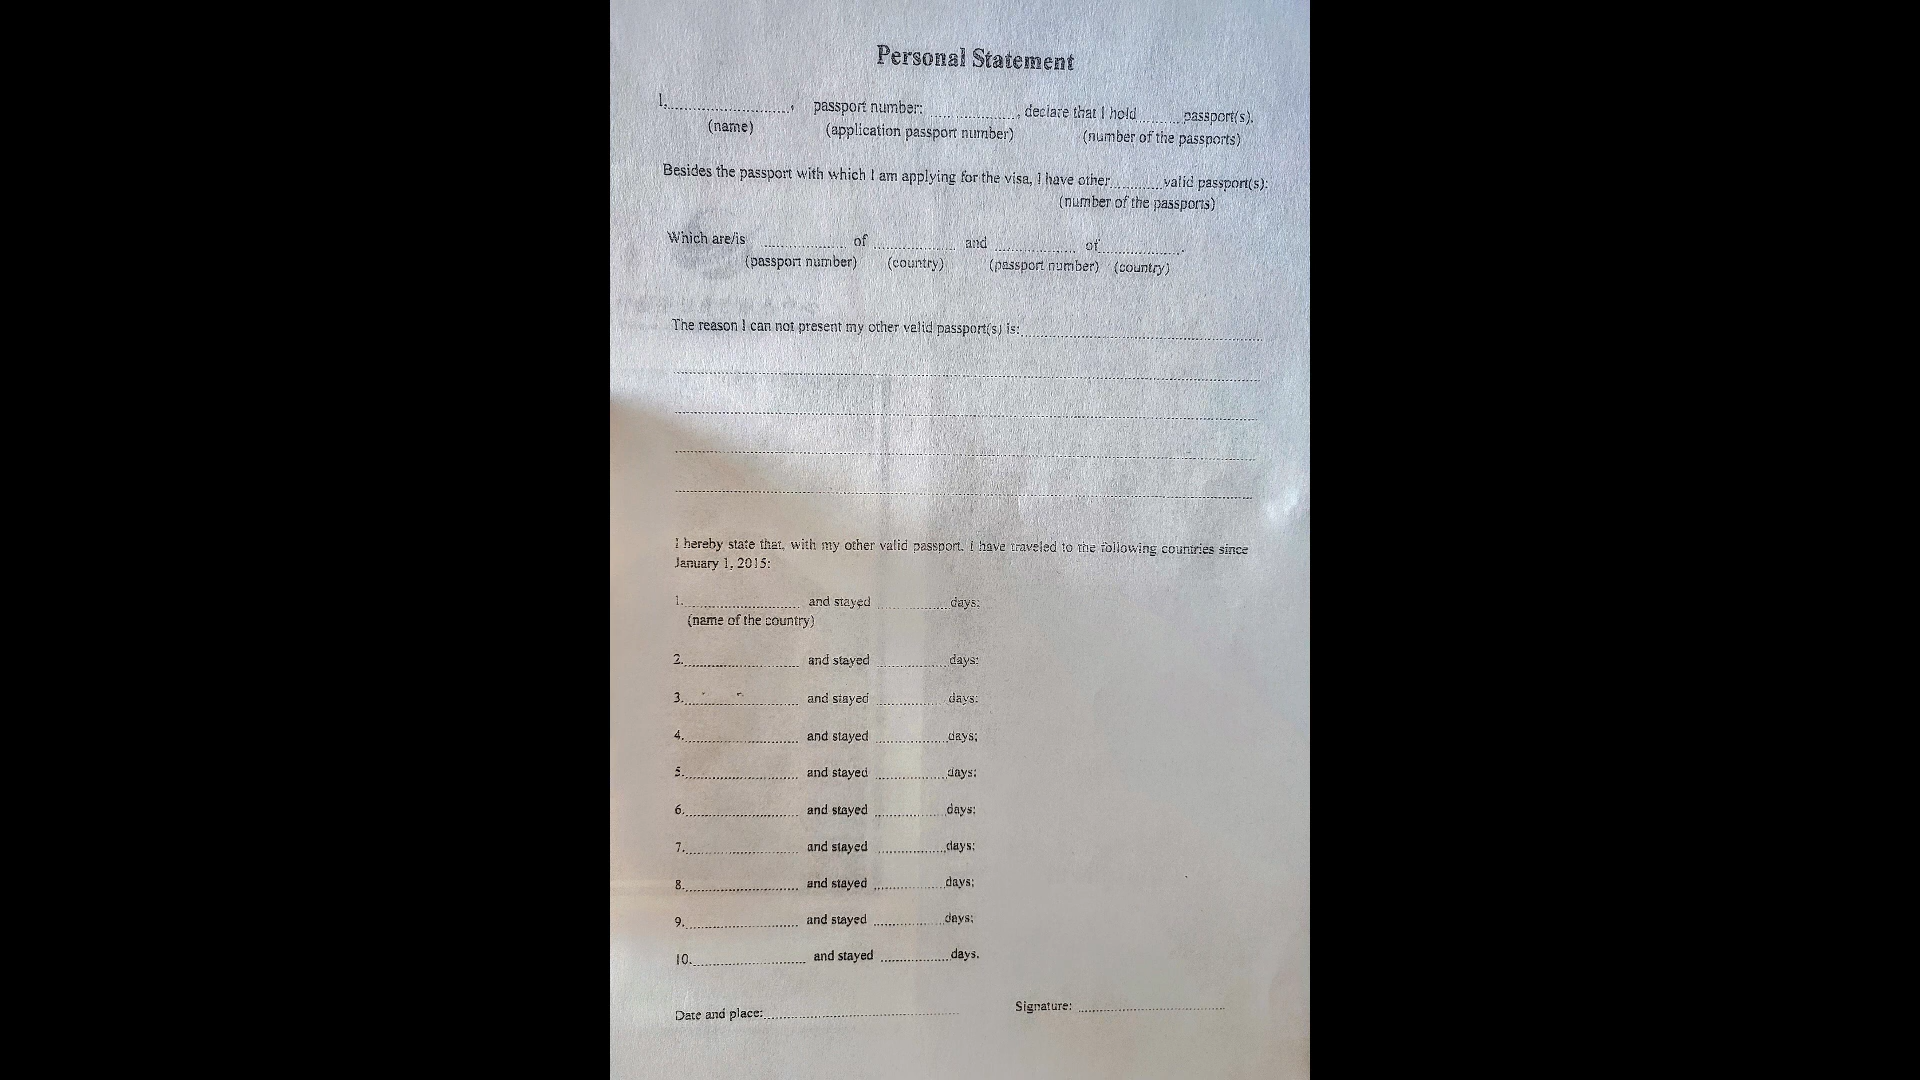 Personal Statement
I,........................, passport number: ...................., declare that I hold ......... passport(s).
(name) (application passport number) (number of the passports)
Besides the passport with which I am applying for the visa, I have other............valid passport(s):
(number of the passports)
Which are/is .................... of .................... and .................... of.....................
(passport number) (country) (passport number) (country)
The reason I can not present my other valid passport(s) is:............................................................
I hereby state that, with my other valid passport, I have traveled to the following countries since
January 1, 2015:
1............................. and stayed .................days;
(name of the country)
2............................. and stayed .................days;
3............................. and stayed ................ days;
4............................. and stayed .................days;
5............................. and stayed .................days;
6............................. and stayed .................days;
7............................. and stayed .................days;
8............................. and stayed .................days;
9............................. and stayed .................days;
10............................ and stayed .................days.
Date and place:................................................ Signature: ....................................